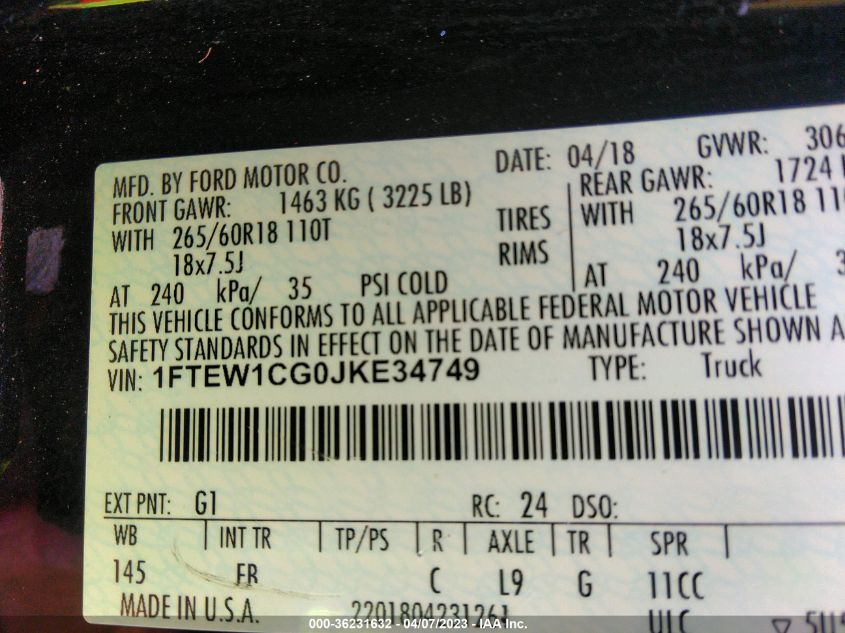 MFD. BY FORD MOTOR CO. DATE: 04/18 GVWR: 306
FRONT GAWR: 1463 KG ( 3225 LB) REAR GAWR: 1724
WITH 265/60R18 110T TIRES WITH 265/60R18
18x7.5J RIMS 18x7.5J
AT 240 kPa/ 35 PSI COLD AT 240 kPa/
THIS VEHICLE CONFORMS TO ALL APPLICABLE FEDERAL MOTOR VEHICLE
SAFETY STANDARDS IN EFFECT ON THE DATE OF MANUFACTURE SHOWN A
VIN: 1FTEW1CG0JKE34749 TYPE: Truck
EXT PNT: G1 RC: 24 DSO:
WB INT TR TP/PS R AXLE TR SPR
145 FR C L9 G 11CC
MADE IN U.S.A. 220180423126J
UIC
000-36231632 - 04/07/2023 - IAA Inc.